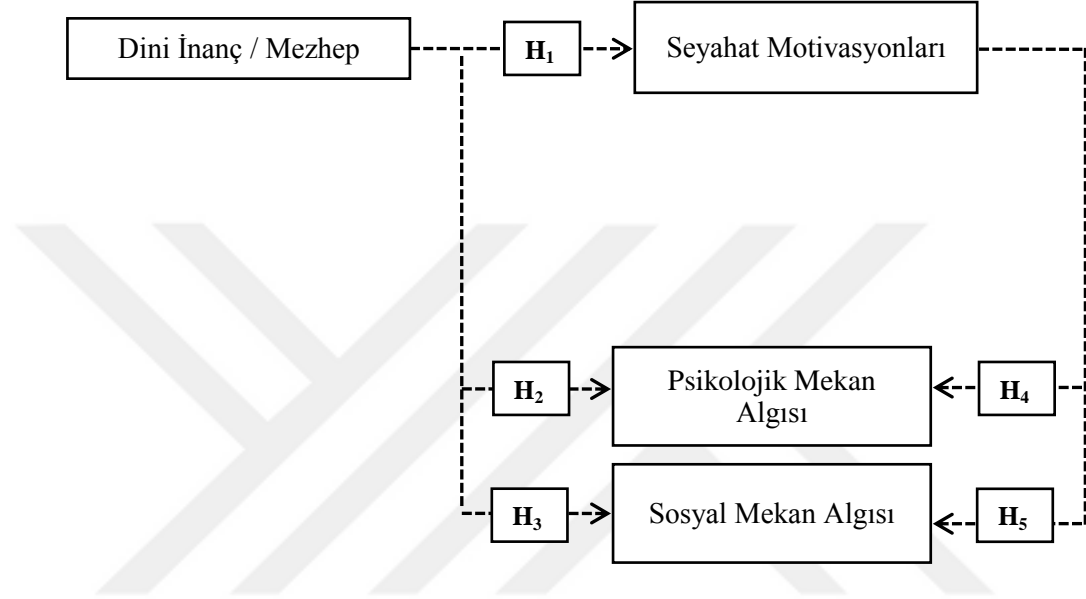 Dini İnanç / Mezhep
H₁
Seyahat Motivasyonları
H₂
Psikolojik Mekan
Algısı
H₄
H₃
Sosyal Mekan Algısı
H₅